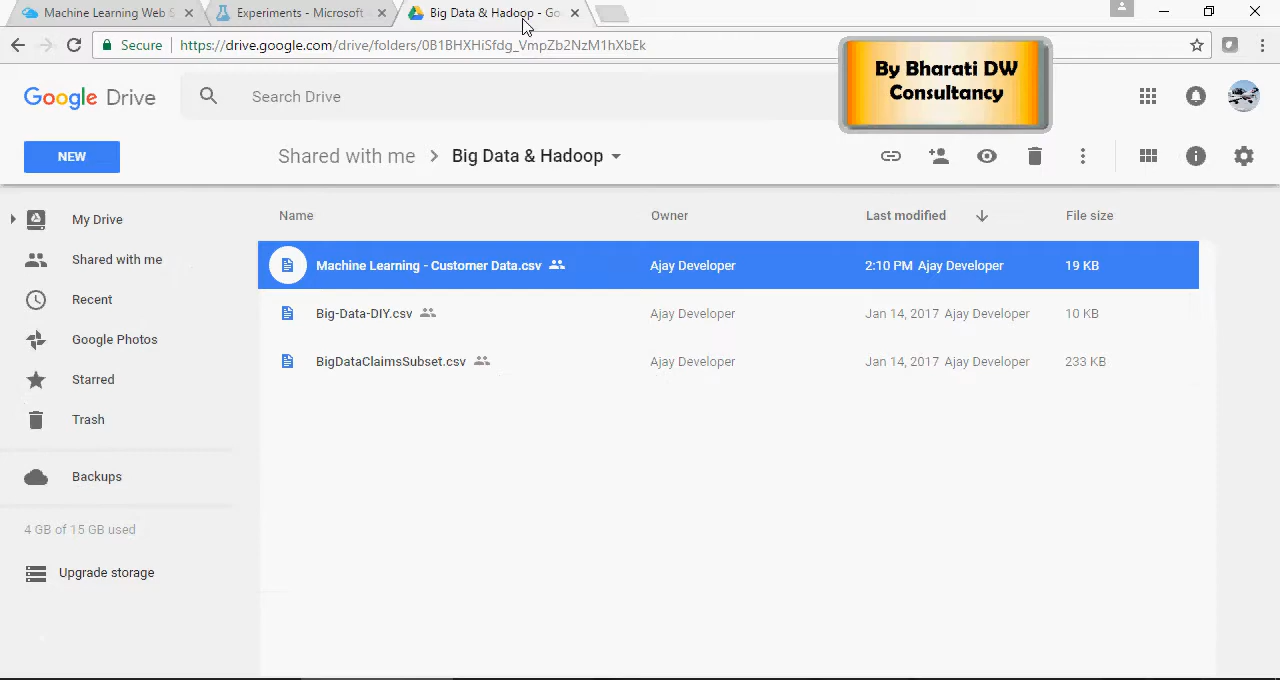 Machine Learning Web S
Experiments - Microsoft
Big Data & Hadoop - Go
Secure
https://drive.google.com/drive/folders/0B1BHXHiSfdg_VmpZb2NzM1hXbEk
By Bharati DW
Consultancy
Google Drive
Search Drive
NEW
Shared with me > Big Data & Hadoop
My Drive
Shared with me
Recent
Google Photos
Starred
Trash
Backups
4 GB of 15 GB used
Upgrade storage
Name Owner Last modified File size
Machine Learning - Customer Data.csv Ajay Developer 2:10 PM Ajay Developer 19 KB
Big-Data-DIY.csv Ajay Developer Jan 14, 2017 Ajay Developer 10 KB
BigDataClaimsSubset.csv Ajay Developer Jan 14, 2017 Ajay Developer 233 KB